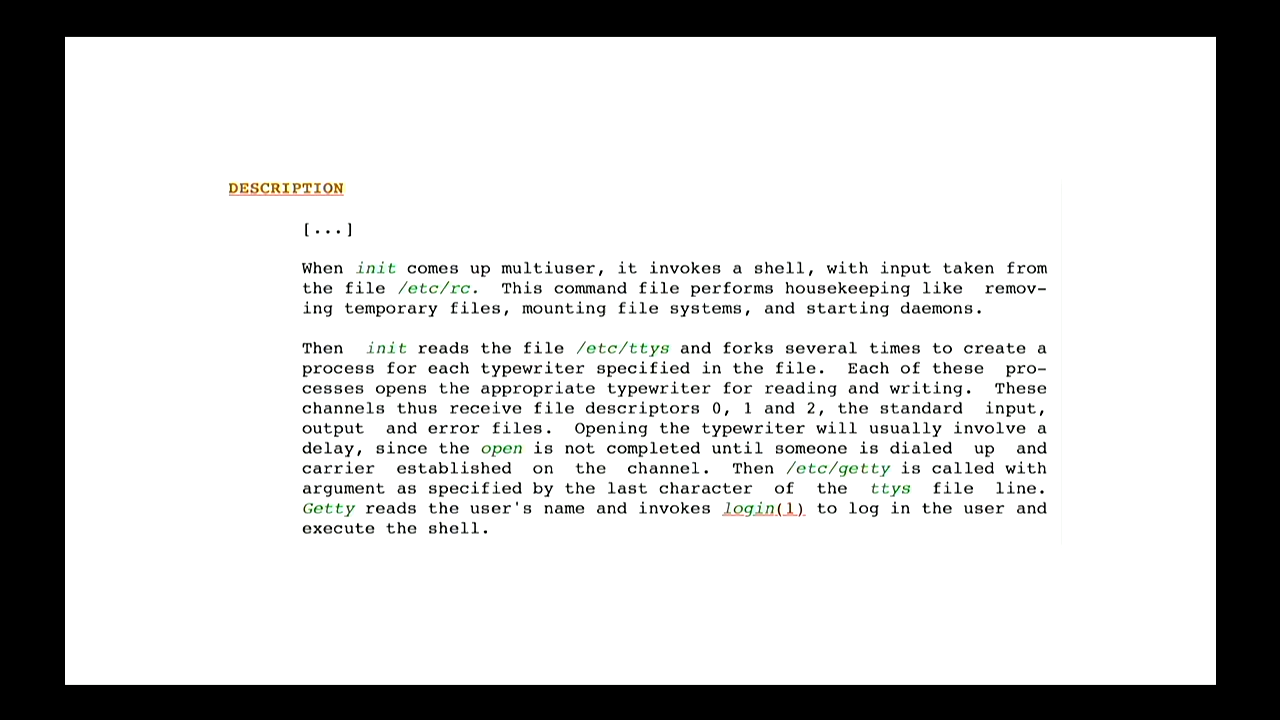 DESCRIPTION
[...]
When init comes up multiuser, it invokes a shell, with input taken from
the file /etc/rc. This command file performs housekeeping like remov-
ing temporary files, mounting file systems, and starting daemons.
Then init reads the file /etc/ttys and forks several times to create a
process for each typewriter specified in the file. Each of these pro-
cesses opens the appropriate typewriter for reading and writing. These
channels thus receive file descriptors 0, 1 and 2, the standard input,
output and error files. Opening the typewriter will usually involve a
delay, since the open is not completed until someone is dialed up and
carrier established on the channel. Then /etc/getty is called with
argument as specified by the last character of the ttys file line.
Getty reads the user's name and invokes login(1) to log in the user and
execute the shell.